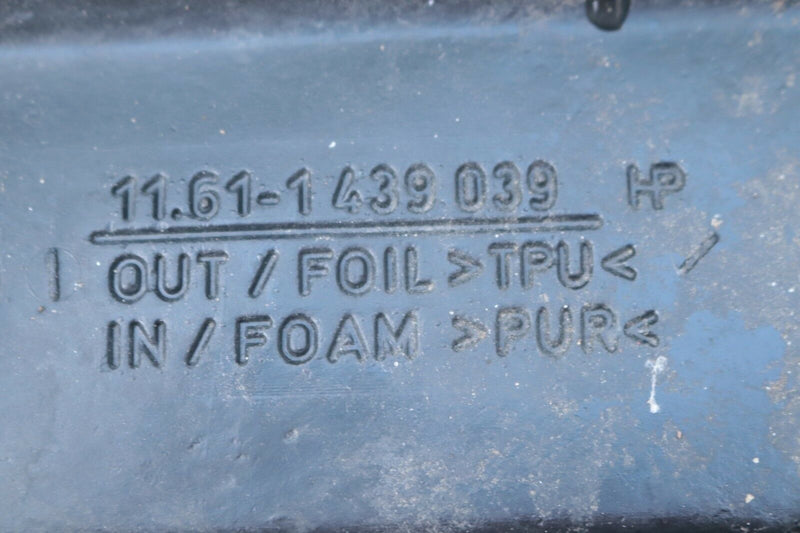 11.61-1 439 039 HP
OUT / FOIL >TPU< /
IN / FOAM >PUR<